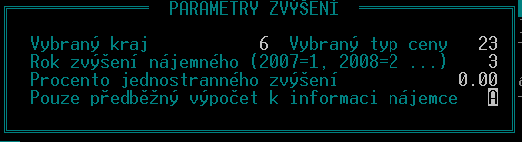 PARAMETRY ZVÝŠENÍ
Vybraný kraj 6 Vybraný typ ceny 23
Rok zvýšení nájemného (2007=1, 2008=2 ...) 3
Procento jednostranného zvýšení 0.00
Pouze předběžný výpočet k informaci nájemce A